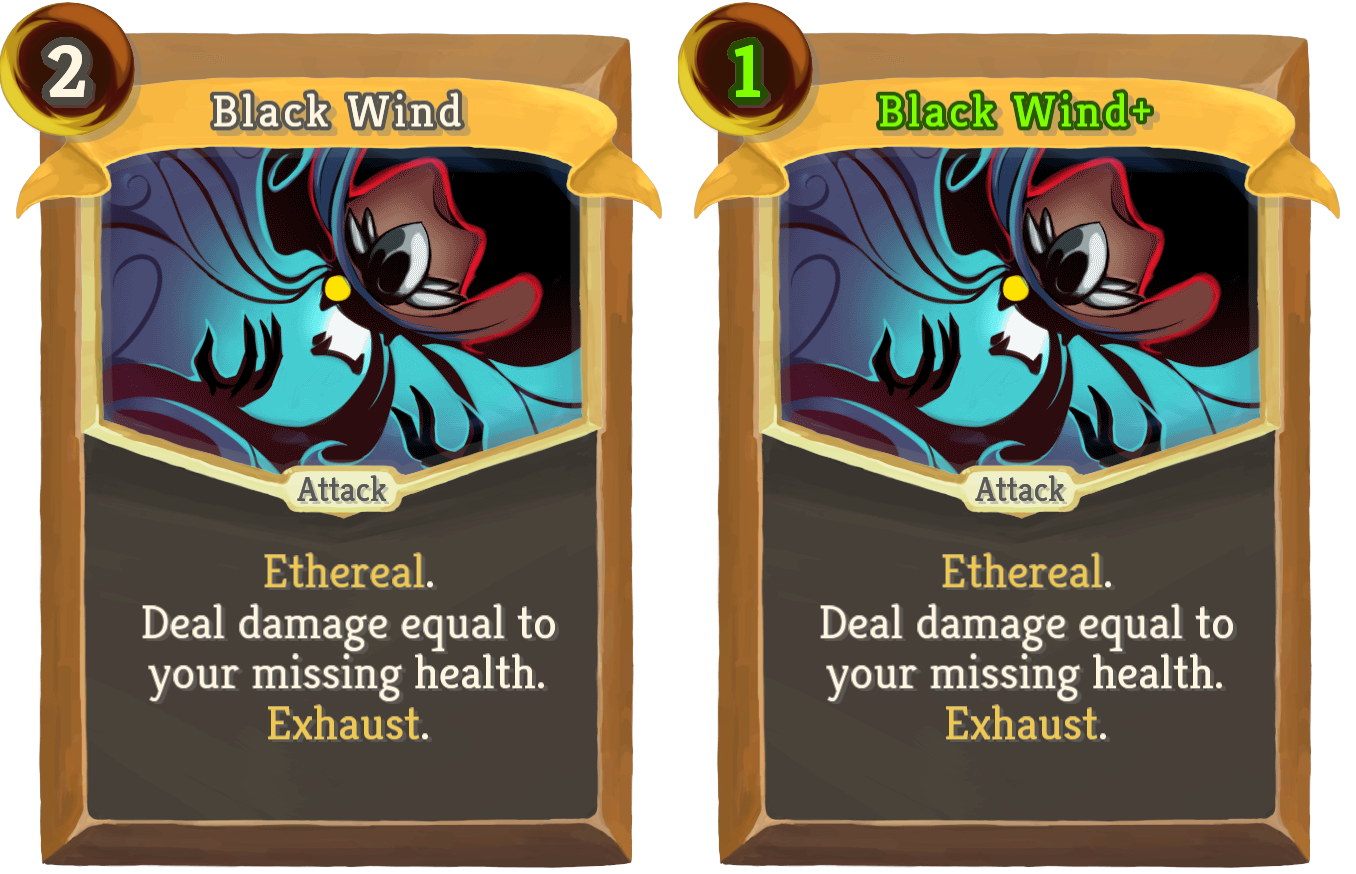 2
Black Wind
Attack
Ethereal.
Deal damage equal to
your missing health.
Exhaust.
1
Black Wind+
Attack
Ethereal.
Deal damage equal to
your missing health.
Exhaust.